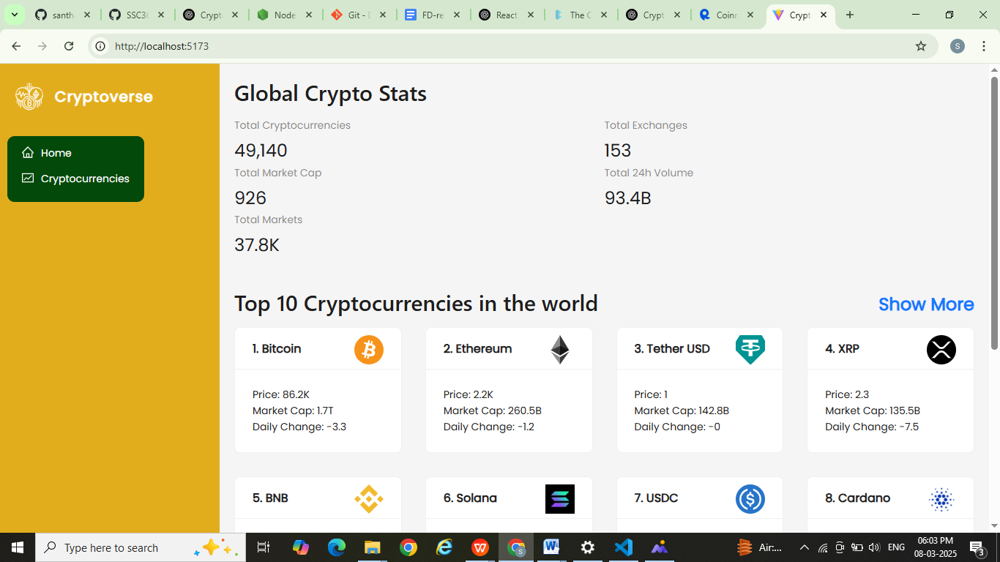 santh
SSC3
Crypt
Node
Git - D
FD-re
React
The C
Crypt
Coinr
Crypt
http://localhost:5173
S
Cryptoverse
Home
Cryptocurrencies
Global Crypto Stats
Total Cryptocurrencies
49,140
Total Exchanges
153
Total Market Cap
926
Total 24h Volume
93.4B
Total Markets
37.8K
Top 10 Cryptocurrencies in the world
Show More
1. Bitcoin
Price: 86.2K
Market Cap: 1.7T
Daily Change: -3.3
2. Ethereum
Price: 2.2K
Market Cap: 260.5B
Daily Change: -1.2
3. Tether USD
Price: 1
Market Cap: 142.8B
Daily Change: -0
4. XRP
Price: 2.3
Market Cap: 135.5B
Daily Change: -7.5
5. BNB
6. Solana
7. USDC
8. Cardano
Type here to search
Air:...
ENG
06:03 PM
08-03-2025
3